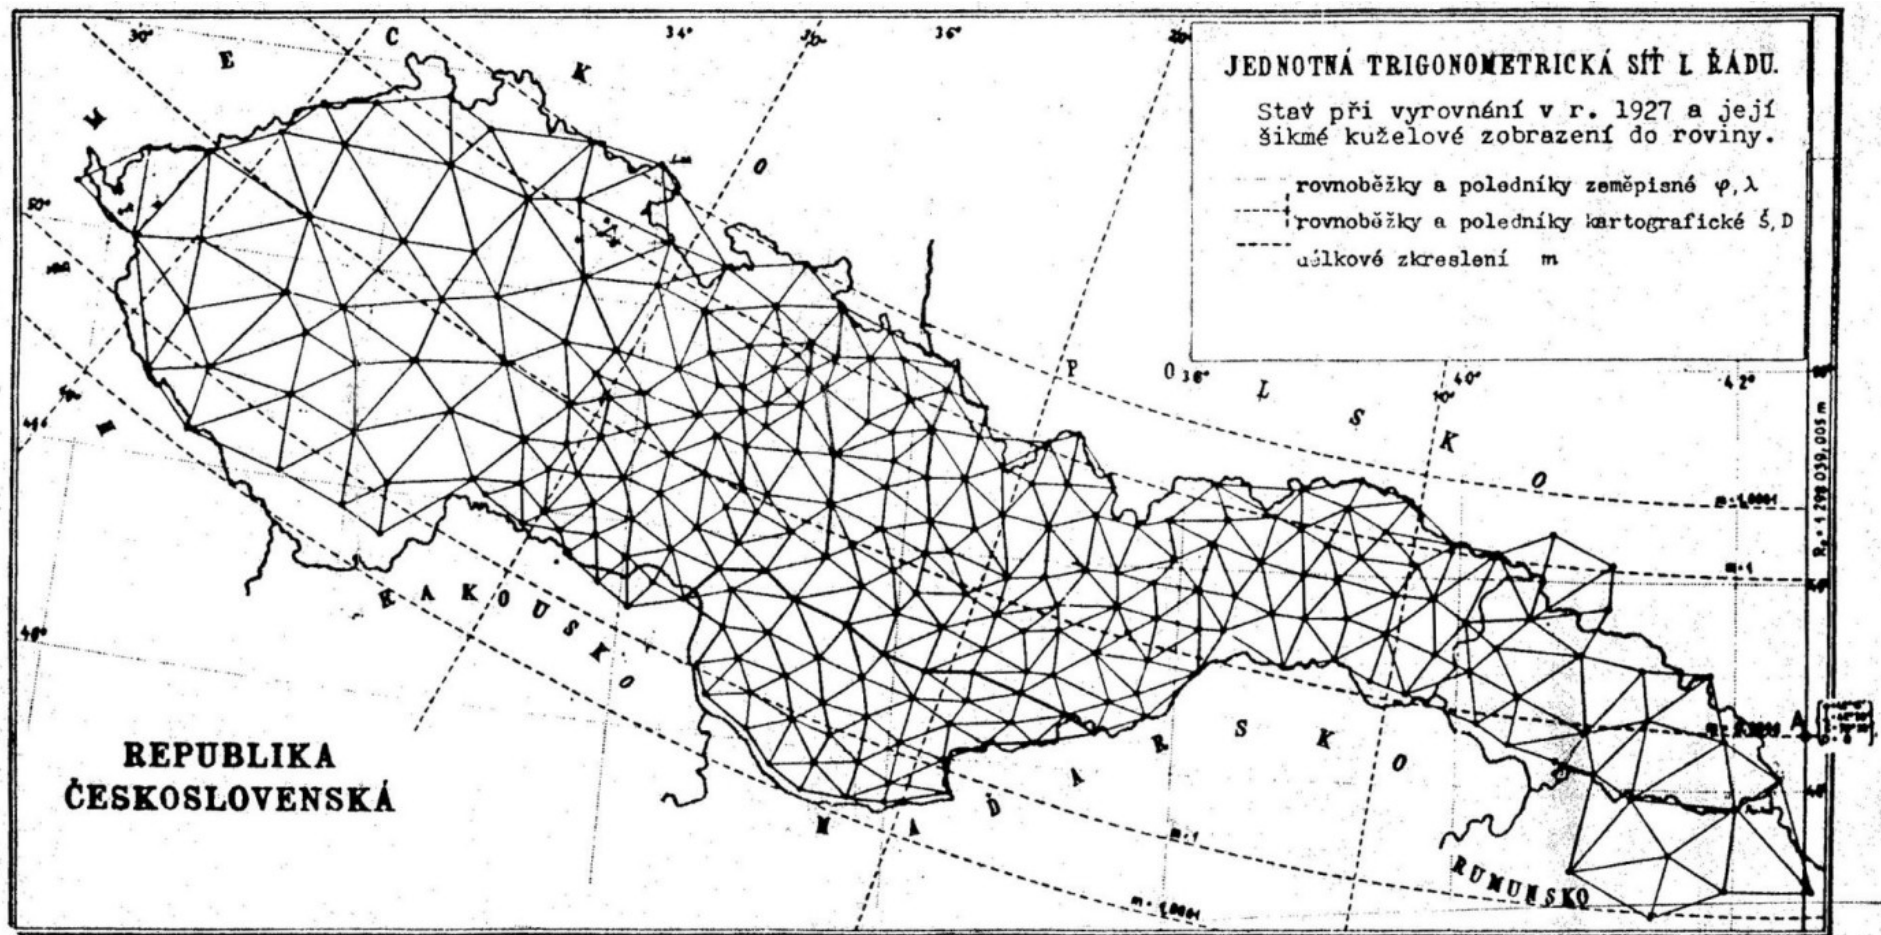 30°
34°
36°
JEDNOTNÁ TRIGONOMETRICKÁ SÍŤ I. ŘÁDU.
Stav při vyrovnání v r. 1927 a její
šikmé kuželové zobrazení do roviny.
rovnoběžky a poledníky zeměpisné φ, λ
rovnoběžky a poledníky kartografické Š, D
délkové zkreslení m
N Ě M E C K O
P O L S K O
38°
40°
42°
50°
m=1,0001
m=1
R₀=1 298 039,005 m
R A K O U S K O
48°
REPUBLIKA
ČESKOSLOVENSKÁ
M A Ď A R S K O
A
m=1
m=1,0001
RUMUNSKO